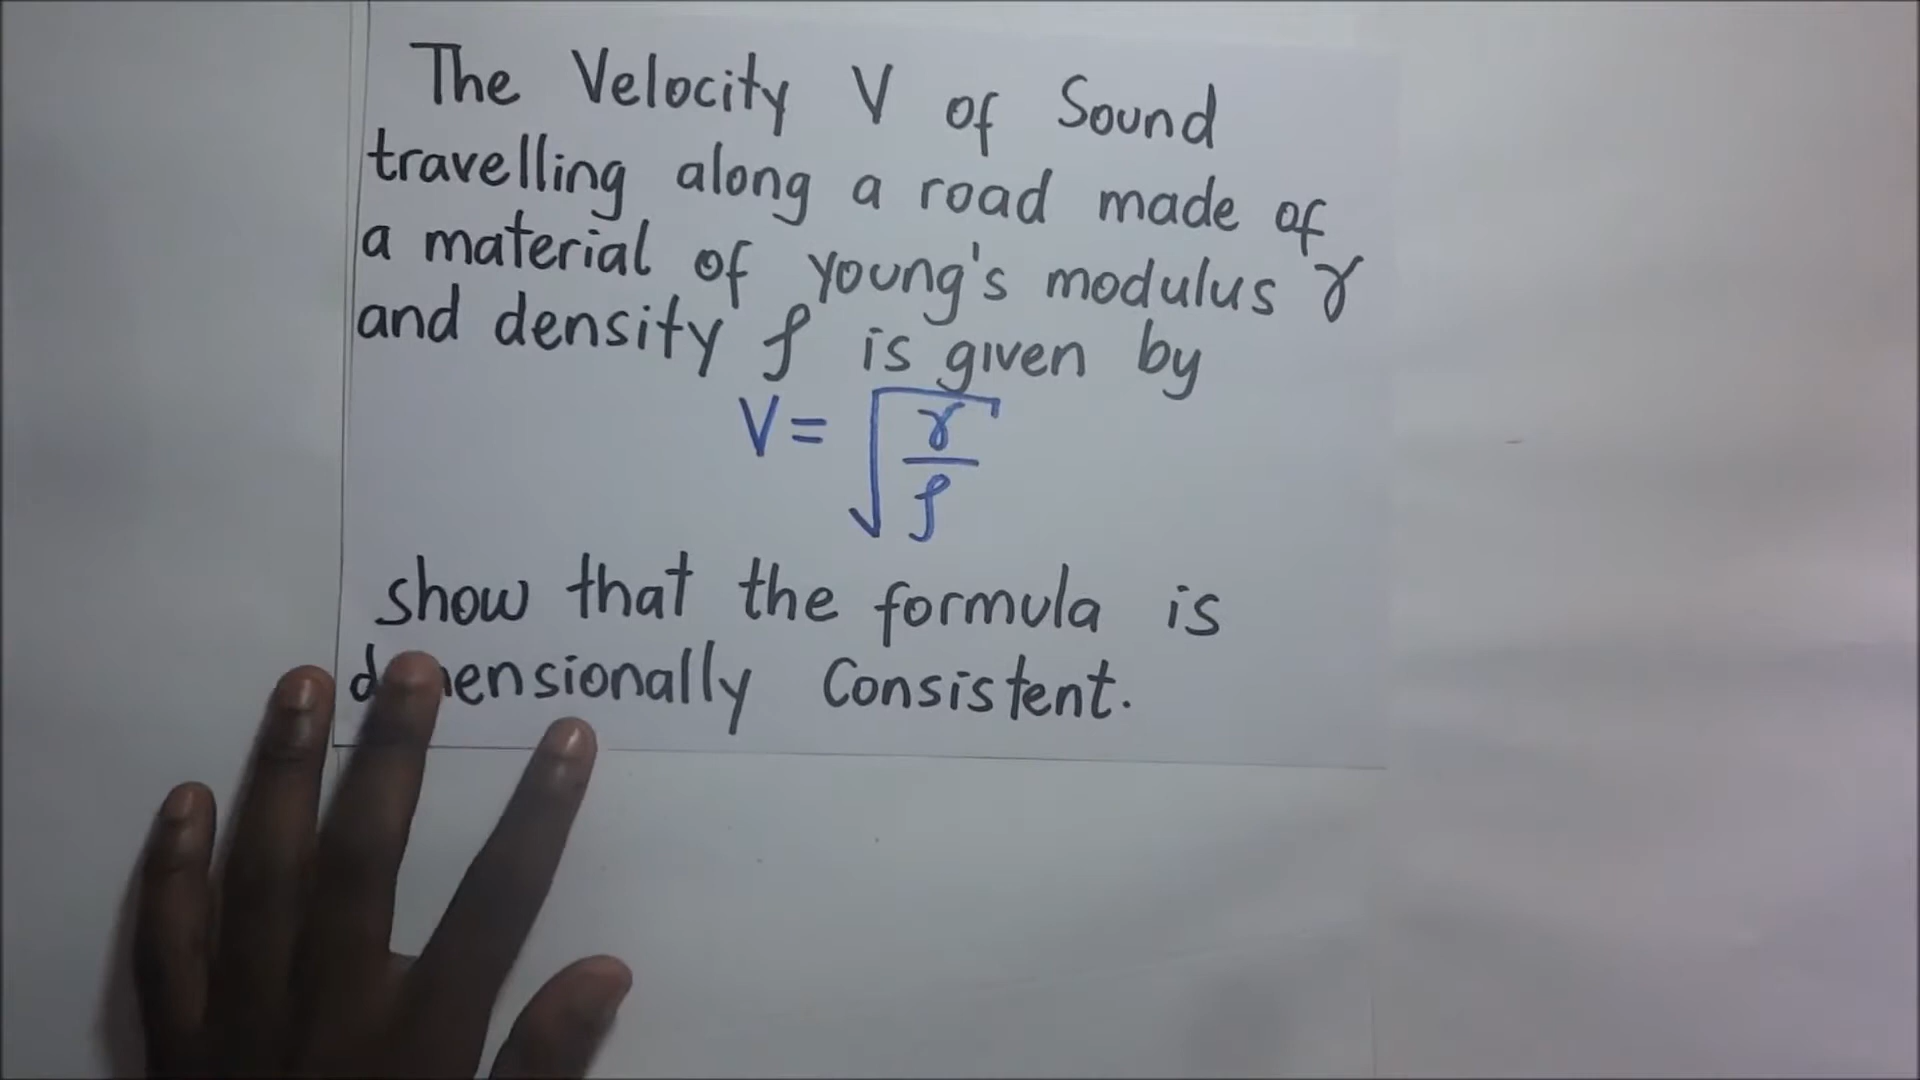 The Velocity V of Sound
travelling along a road made of
a material of young's modulus γ
and density ρ is given by
V = √(γ/ρ)
show that the formula is
Consistent.